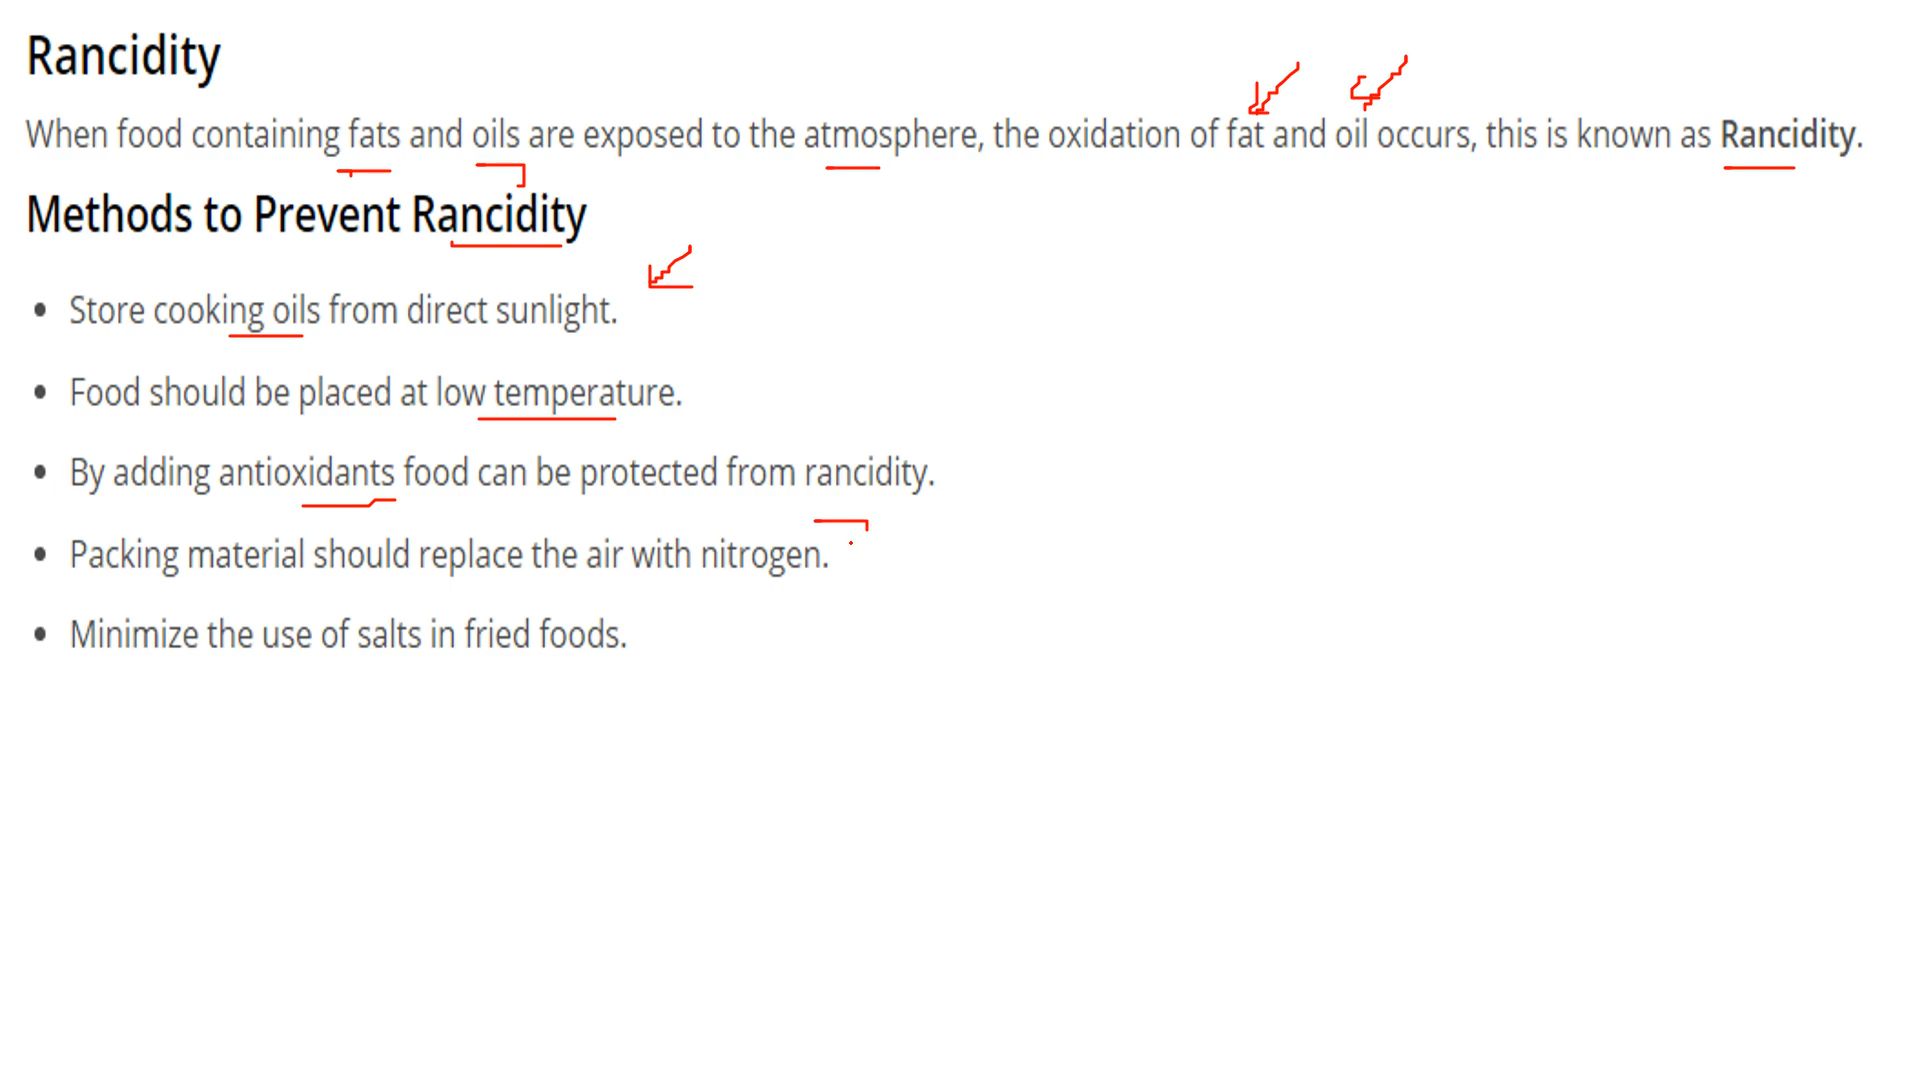 Rancidity
When food containing fats and oils are exposed to the atmosphere, the oxidation of fat and oil occurs, this is known as Rancidity.
Methods to Prevent Rancidity
• Store cooking oils from direct sunlight.
• Food should be placed at low temperature.
• By adding antioxidants food can be protected from rancidity.
• Packing material should replace the air with nitrogen.
• Minimize the use of salts in fried foods.